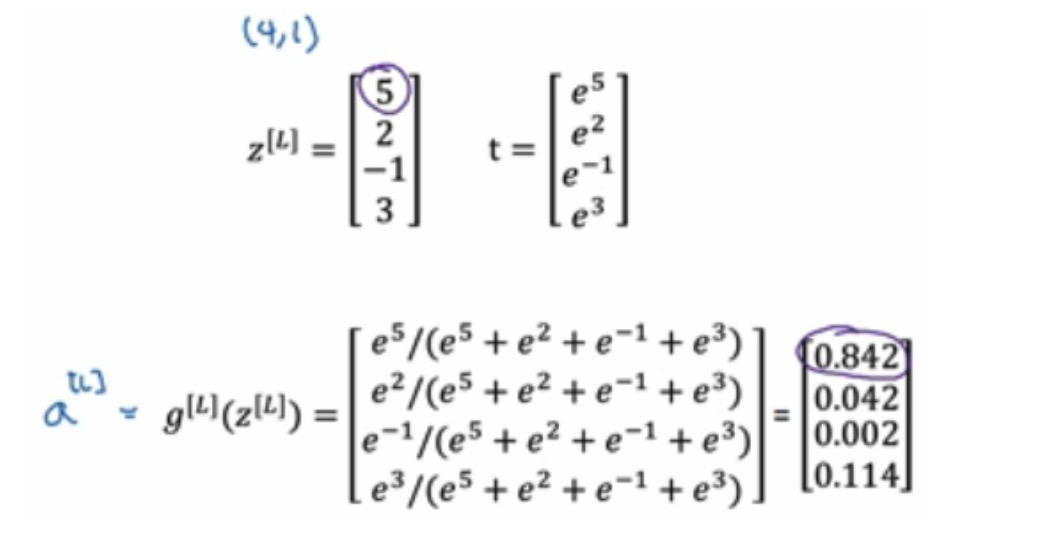 (4,1)
z^[L] = [5 2 −1 3] t = [e^5 e^2 e^−1 e^3]
a^[L] = g^[L](z^[L]) = [e^5/(e^5 + e^2 + e^−1 + e^3)
e^2/(e^5 + e^2 + e^−1 + e^3)
e^−1/(e^5 + e^2 + e^−1 + e^3)
e^3/(e^5 + e^2 + e^−1 + e^3)] = [0.842
0.042
0.002
0.114]